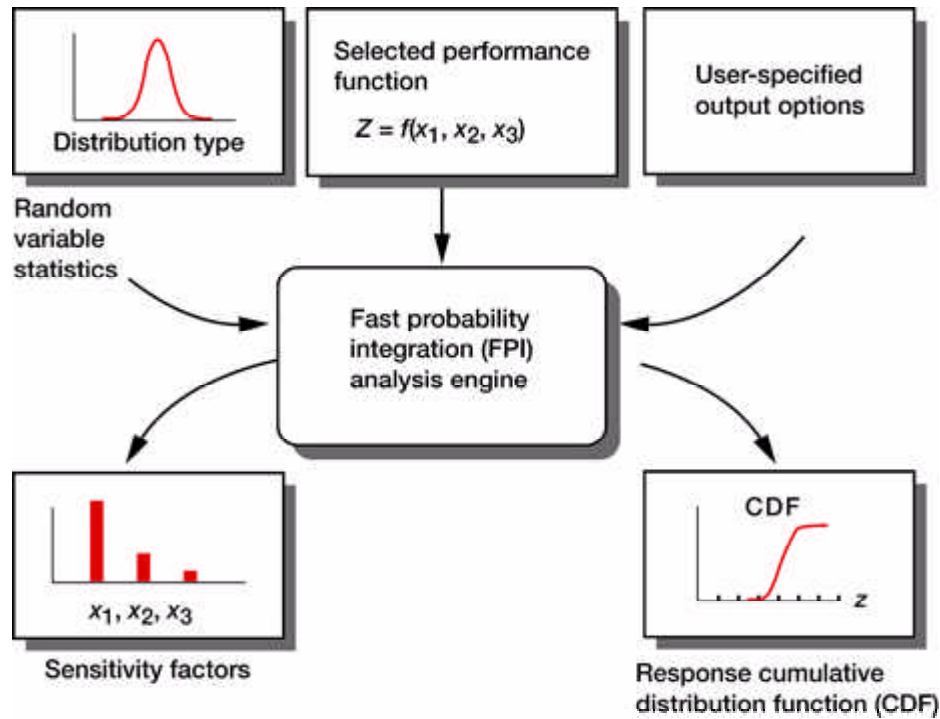 Distribution type
Random
variable
statistics
Selected performance
function
Z = f(x1, x2, x3)
User-specified
output options
Fast probability
integration (FPI)
analysis engine
x1, x2, x3
Sensitivity factors
CDF
z
Response cumulative
distribution function (CDF)